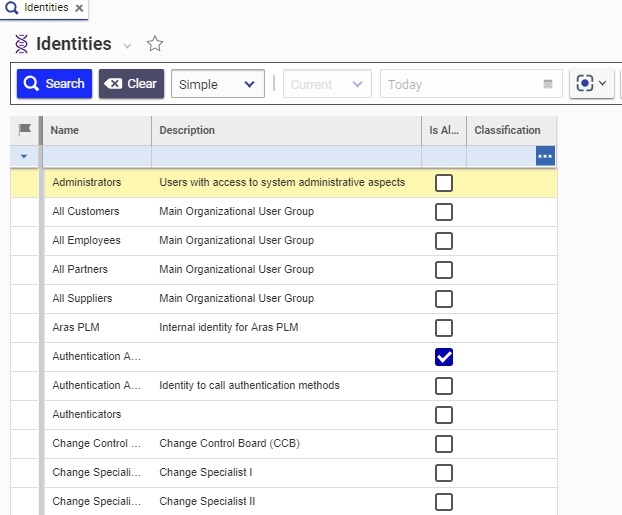 Identities
Identities
Search Clear Simple Current Today
Name Description Is Al... Classification
Administrators Users with access to system administrative aspects
All Customers Main Organizational User Group
All Employees Main Organizational User Group
All Partners Main Organizational User Group
All Suppliers Main Organizational User Group
Aras PLM Internal identity for Aras PLM
Authentication A...
Authentication A... Identity to call authentication methods
Authenticators
Change Control ... Change Control Board (CCB)
Change Speciali... Change Specialist I
Change Speciali... Change Specialist II